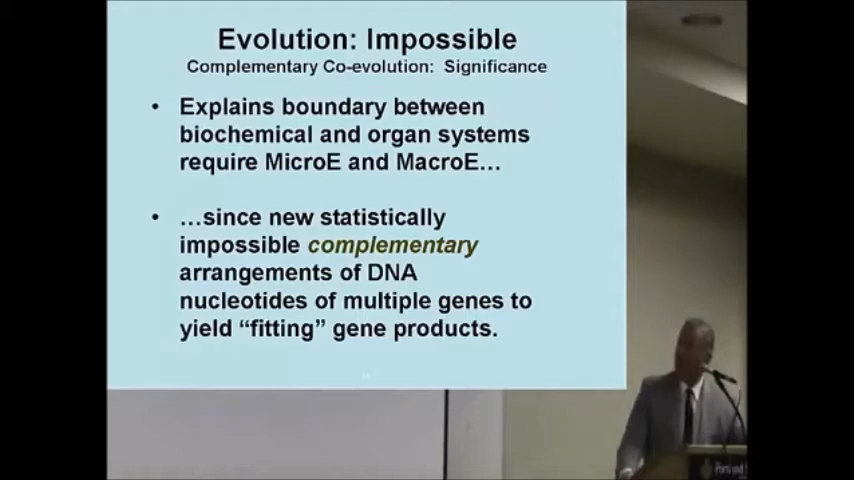 Evolution: Impossible
Complementary Co-evolution: Significance
• Explains boundary between
biochemical and organ systems
require MicroE and MacroE...
• ...since new statistically
impossible complementary
arrangements of DNA
nucleotides of multiple genes to
yield “fitting” gene products.